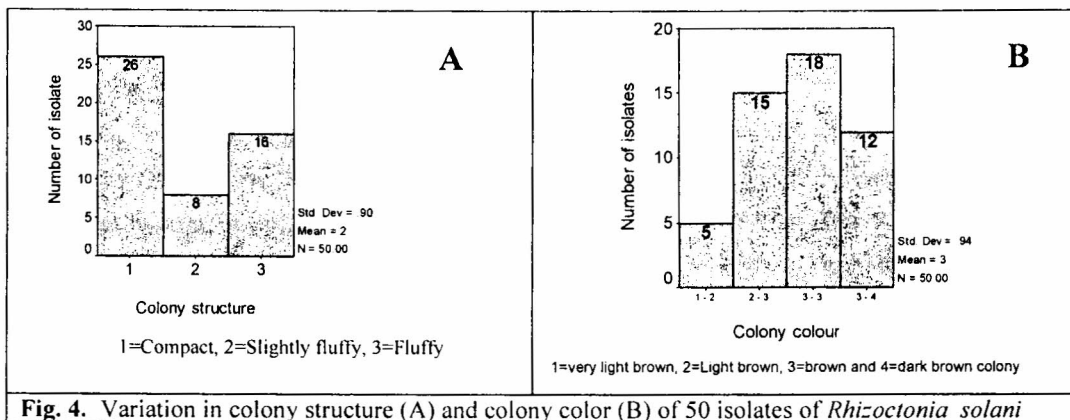 A
Number of isolate
30
25
20
15
10
5
0
26
8
16
1 2 3
Std Dev = 90
Mean = 2
N = 50 00
Colony structure
1=Compact, 2=Slightly fluffy, 3=Fluffy
B
Number of isolates
20
15
10
5
0
5
15
18
12
1 - 2 2 - 3 3 - 3 3 - 4
Std Dev = 94
Mean = 3
N = 50 00
Colony colour
1=very light brown, 2=Light brown, 3=brown and 4=dark brown colony
Fig. 4. Variation in colony structure (A) and colony color (B) of 50 isolates of Rhizoctonia solani